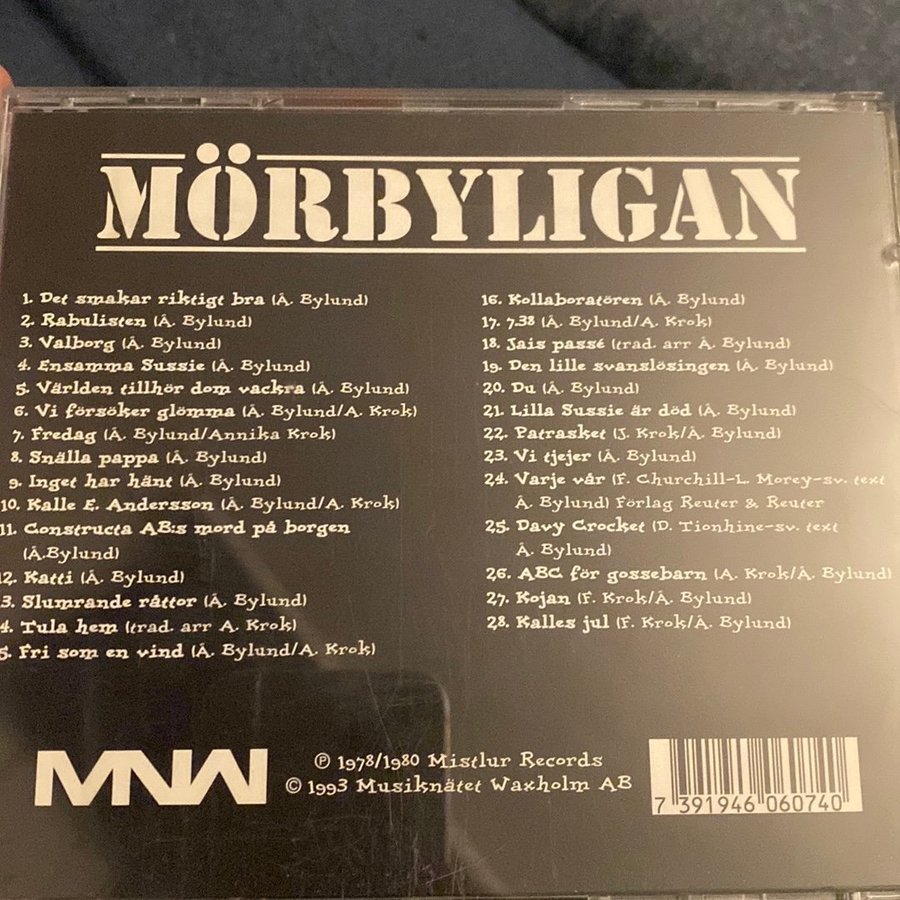 MÖRBYLIGAN
1. Det smakar riktigt bra (Å. Bylund)
2. Rabulisten (Å. Bylund)
3. Valborg (Å. Bylund)
4. Ensamma Sussie (Å. Bylund)
5. Världen tillhör dom vackra (Å. Bylund)
6. Vi försöker glömma (Å. Bylund/A. Krok)
7. Fredag (Å. Bylund/Annika Krok)
8. Snälla pappa (Å. Bylund)
9. Inget har hänt (Å. Bylund)
10. Kalle E. Andersson (Å. Bylund/A. Krok)
11. Constructa AB:s mord på borgen
(Å.Bylund)
12. Katti (Å. Bylund)
3. Slumrande råttor (Å. Bylund)
4. Tula hem (trad. arr A. Krok)
5. Fri som en vind (Å. Bylund/A. Krok)
16. Kollaboratören (Å. Bylund)
17. 7.38 (Å. Bylund/A. Krok)
18. Jais passé (trad. arr Å. Bylund)
19. Den lille svanslösingen (Å. Bylund)
20. Du (Å. Bylund)
21. Lilla Sussie är död (Å. Bylund)
22. Patrasket (J. Krok/Å. Bylund)
23. Vi tjejer (Å. Bylund)
24. Varje vår (F. Churchill-L. Morey-sv. text
Å. Bylund) Förlag Reuter & Reuter
25. Davy Crocket (D. Tionhine-sv. text
Å. Bylund)
26. ABC för gossebarn (A. Krok/Å. Bylund)
27. Kojan (F. Krok/Å. Bylund)
28. Kalles jul (F. Krok/Å. Bylund)
MNW
℗ 1978/1980 Mistlur Records
© 1993 Musiknätet Waxholm AB
7 391946 060740